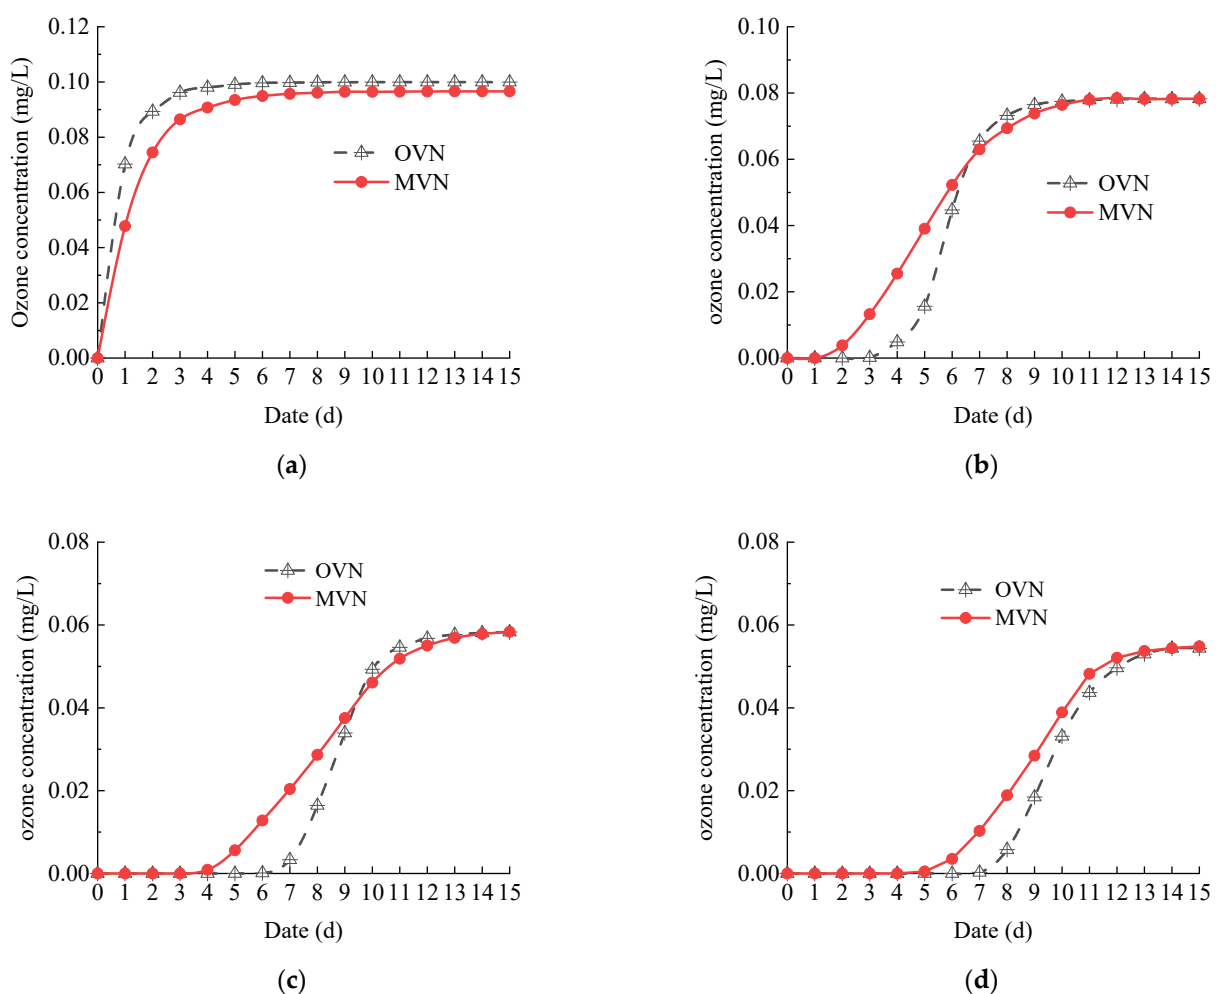 0.12
0.10
0.08
0.06
0.04
0.02
0.00
Ozone concentration (mg/L)
OVN
MVN
0 1 2 3 4 5 6 7 8 9 10 11 12 13 14 15
Date (d)
(a)
0.10
0.08
0.06
0.04
0.02
0.00
ozone concentration (mg/L)
OVN
MVN
0 1 2 3 4 5 6 7 8 9 10 11 12 13 14 15
Date (d)
(b)
0.08
0.06
0.04
0.02
0.00
ozone concentration (mg/L)
OVN
MVN
0 1 2 3 4 5 6 7 8 9 10 11 12 13 14 15
Date (d)
(c)
0.08
0.06
0.04
0.02
0.00
ozone concentration (mg/L)
OVN
MVN
0 1 2 3 4 5 6 7 8 9 10 11 12 13 14 15
Date (d)
(d)